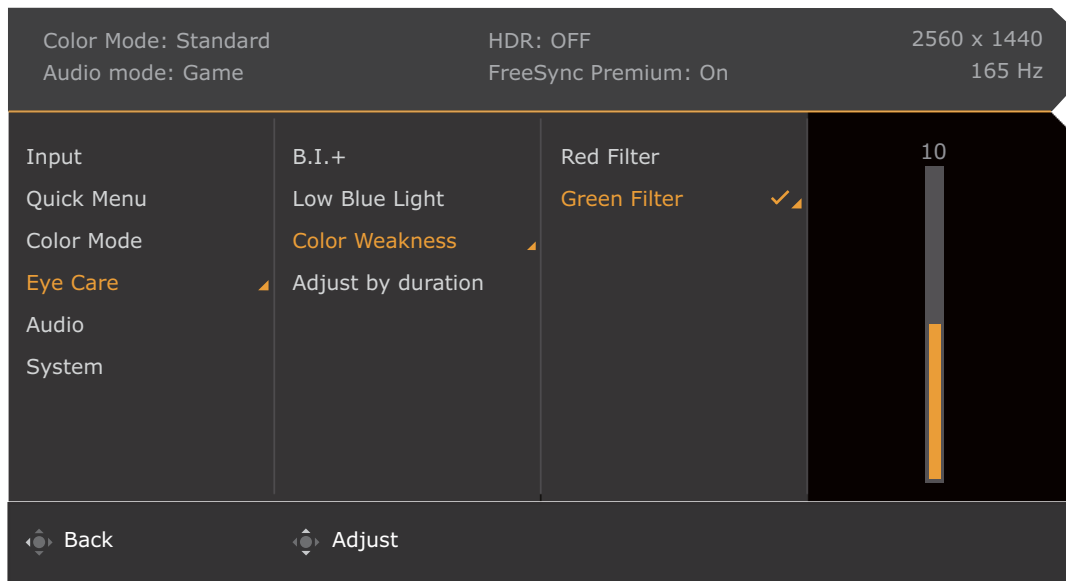 Color Mode: Standard
HDR: OFF
2560 x 1440
Audio mode: Game
FreeSync Premium: On
165 Hz
Input
Quick Menu
Color Mode
Eye Care
Audio
System
B.I.+
Low Blue Light
Color Weakness
Adjust by duration
Red Filter
Green Filter
10
Back
Adjust